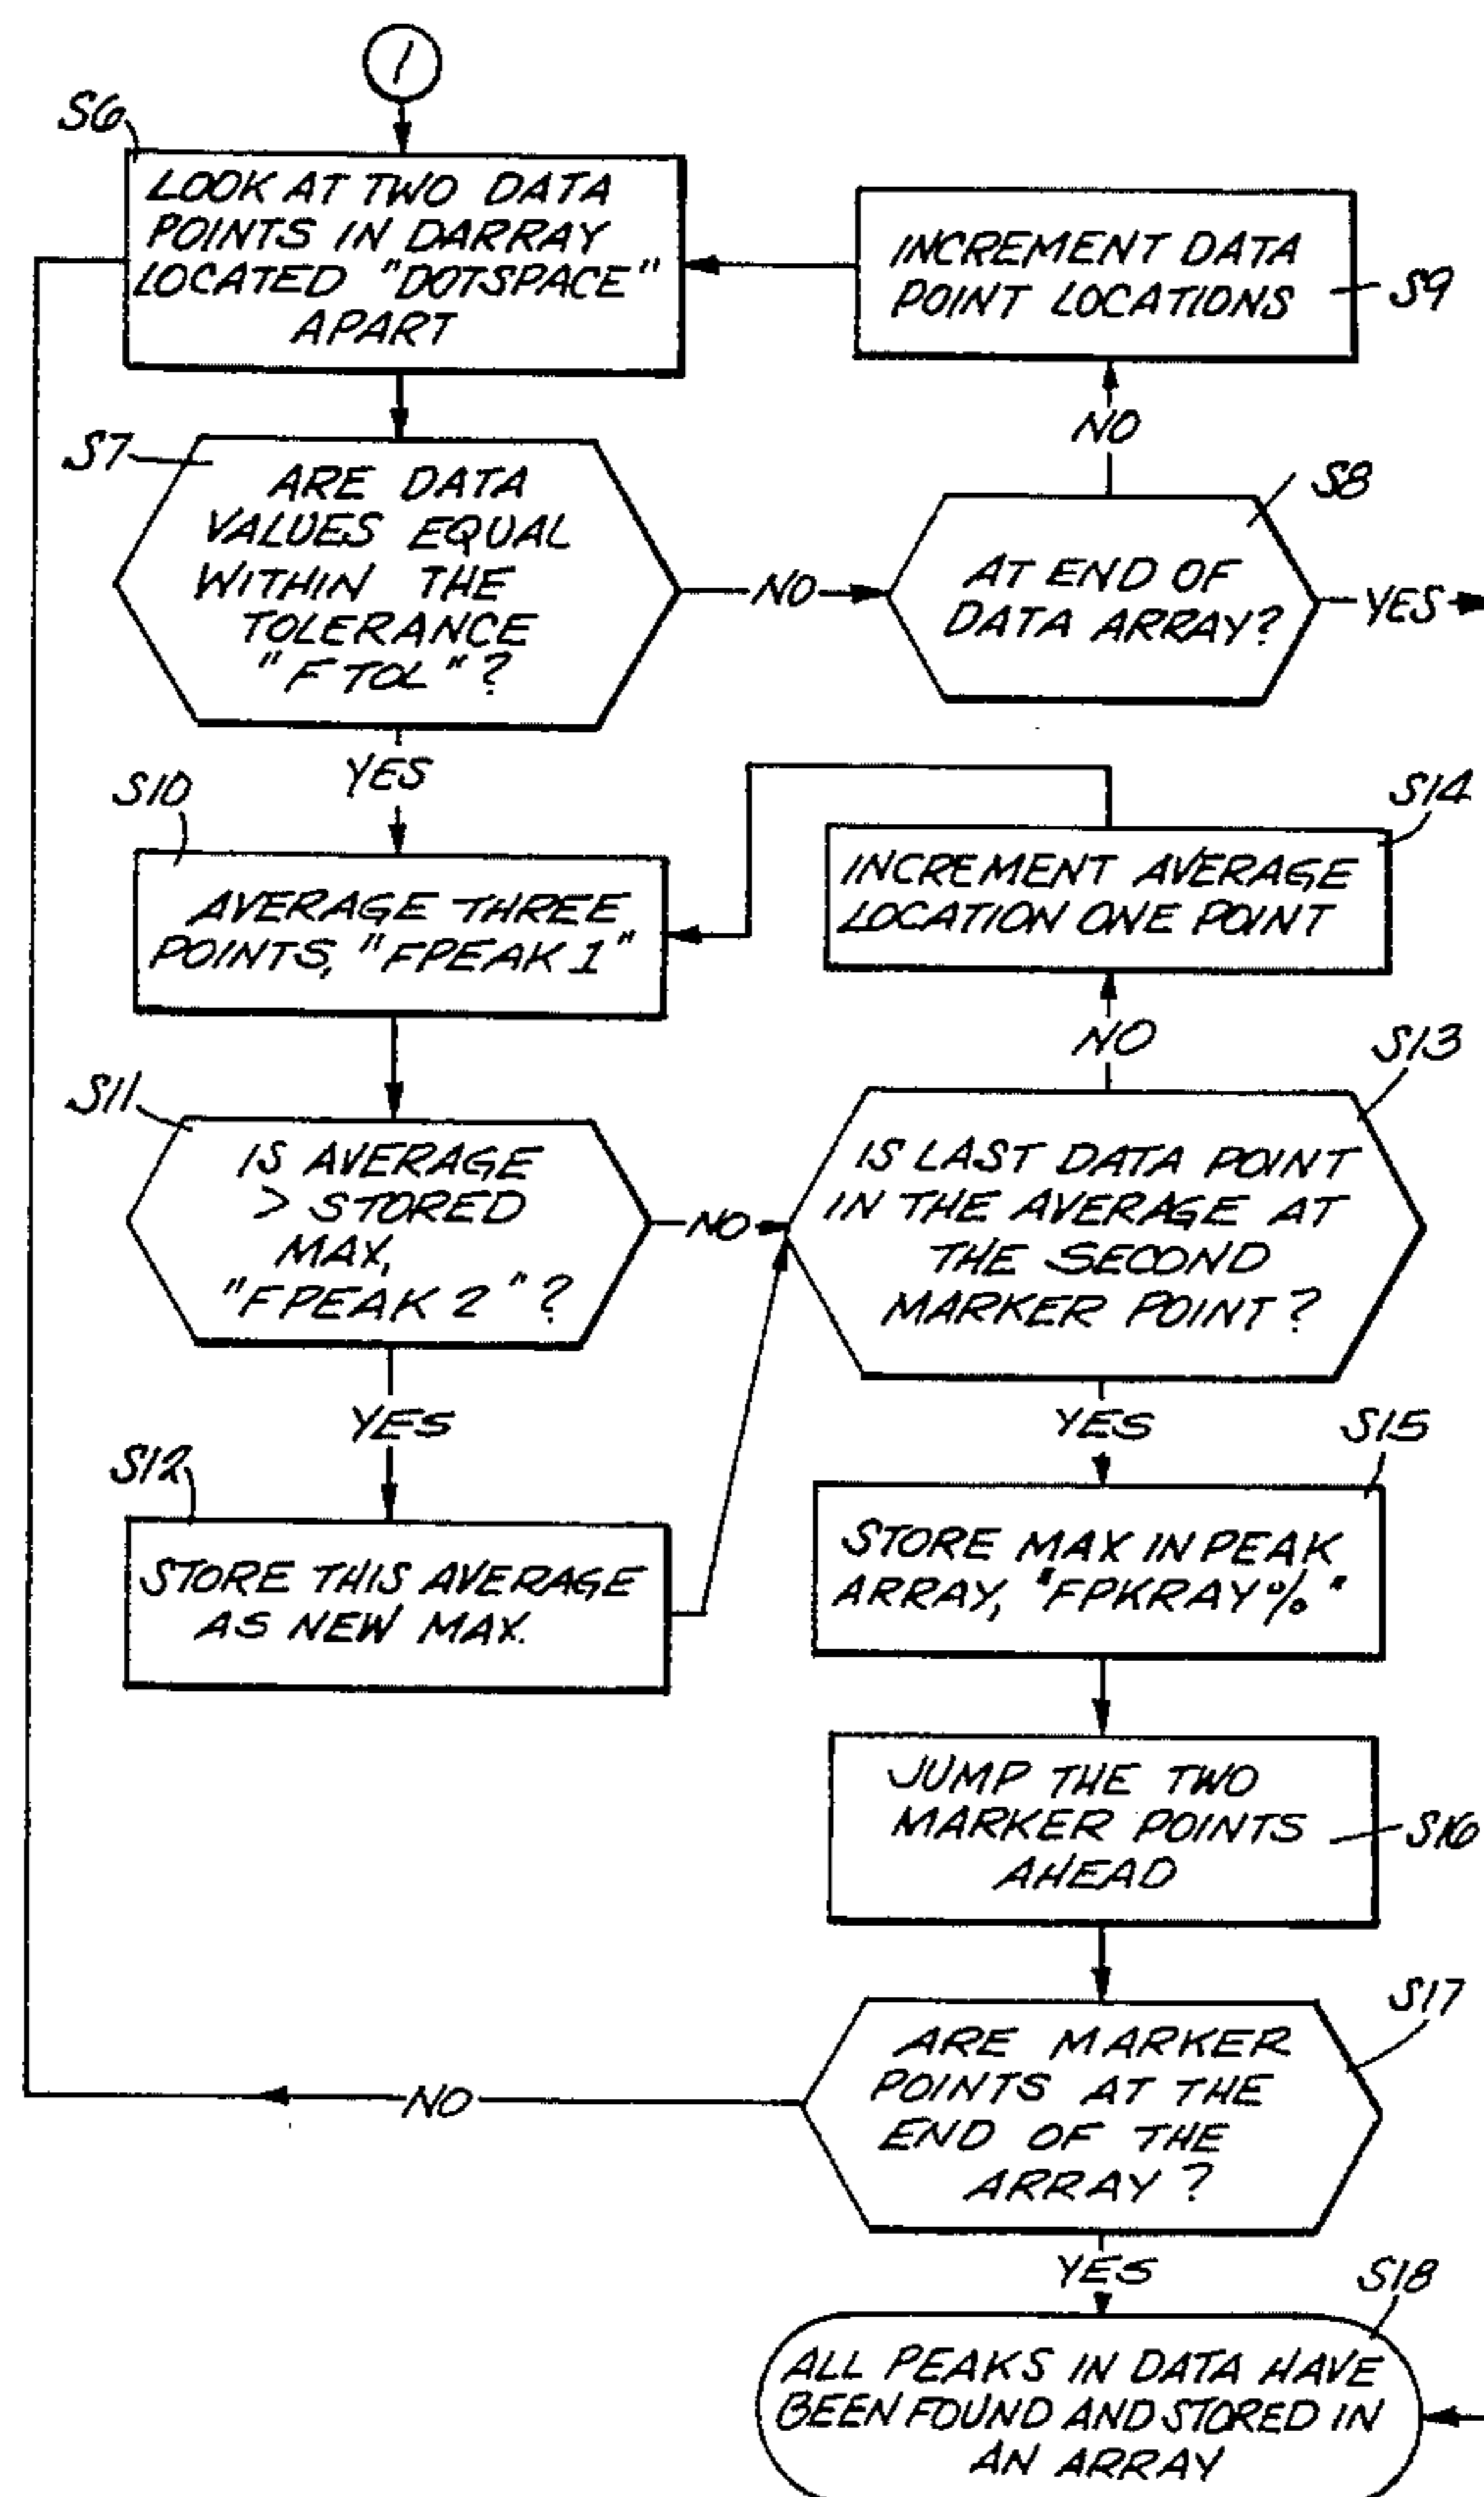 1
S6
LOOK AT TWO DATA
POINTS IN DARRAY
LOCATED "DOTSPACE"
APART
INCREMENT DATA
POINT LOCATIONS
S9
NO
S7
ARE DATA
VALUES EQUAL
WITHIN THE
TOLERANCE
"FTOL"?
NO
S8
AT END OF
DATA ARRAY?
YES
YES
S10
AVERAGE THREE
POINTS, "FPEAK 1"
S14
INCREMENT AVERAGE
LOCATION ONE POINT
NO
S11
IS AVERAGE
> STORED
MAX,
"FPEAK 2"?
NO
S13
IS LAST DATA POINT
IN THE AVERAGE AT
THE SECOND
MARKER POINT?
YES
YES
S12
STORE THIS AVERAGE
AS NEW MAX.
S15
STORE MAX IN PEAK
ARRAY, "FPKRAY%"
JUMP THE TWO
MARKER POINTS
AHEAD
S16
S17
ARE MARKER
POINTS AT THE
END OF THE
ARRAY?
NO
YES
S18
ALL PEAKS IN DATA HAVE
BEEN FOUND AND STORED IN
AN ARRAY